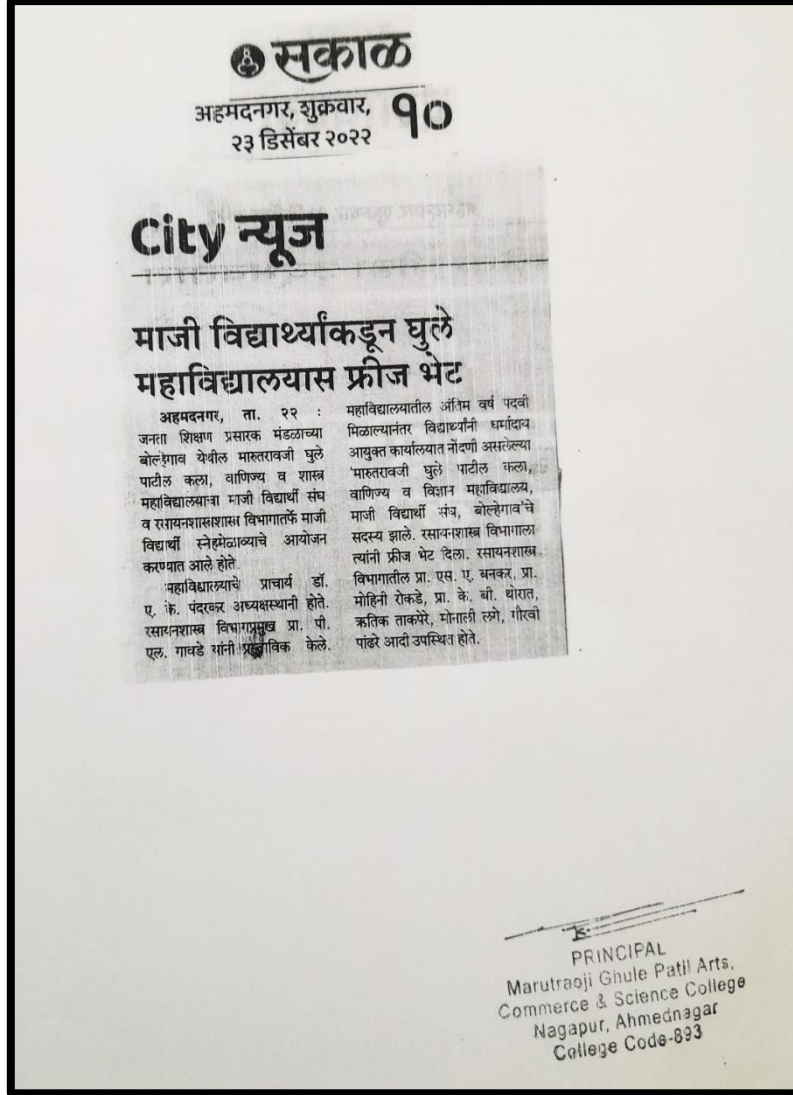 सकाळ
अहमदनगर, शुक्रवार,
२३ डिसेंबर २०२२
१०
City न्यूज
माजी विद्यार्थ्यांकडून घुले
महाविद्यालयास फ्रीज भेट
अहमदनगर, ता. २२ :
जनता शिक्षण प्रसारक मंडळाच्या
बोल्हेगाव येथील मारुतरावजी घुले
पाटील कला, वाणिज्य व शास्त्र
महाविद्यालयाचा माजी विद्यार्थी संघ
व रसायनशास्त्रशास्त्र विभागातर्फे माजी
विद्यार्थी स्नेहमेळाव्याचे आयोजन
करण्यात आले होते.
महाविद्यालयाचे प्राचार्य डॉ.
ए. के. पंदरकर अध्यक्षस्थानी होते.
रसायनशास्त्र विभागप्रमुख प्रा. पी.
एल. गावडे यांनी प्रास्ताविक केले.
महाविद्यालयातील अंतिम वर्ष पदवी
मिळाल्यानंतर विद्यार्थ्यांनी धर्मादाय
आयुक्त कार्यालयात नोंदणी असलेल्या
'मारुतरावजी घुले पाटील कला,
वाणिज्य व विज्ञान महाविद्यालय,
माजी विद्यार्थी संघ, बोल्हेगाव'चे
सदस्य झाले. रसायनशास्त्र विभागाला
त्यांनी फ्रीज भेट दिला. रसायनशास्त्र
विभागातील प्रा. एस. ए. बनकर, प्रा.
मोहिनी रोकडे, प्रा. के. बी. थोरात,
ऋतिक ताकपेरे, मोनाली लगे, गौरवी
पांढरे आदी उपस्थित होते.
PRINCIPAL
Marutraoji Ghule Patil Arts,
Commerce & Science College
Nagapur, Ahmednagar
College Code-893